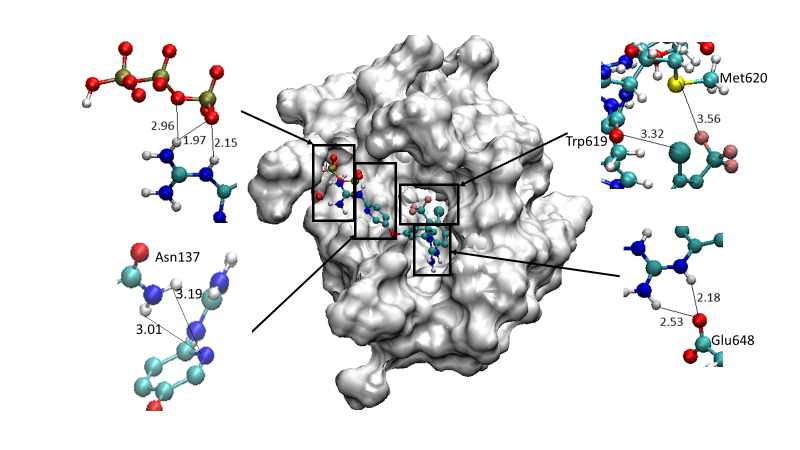 2.96
1.97
2.15
Met620
3.56
3.32
Trp619
Asn137
3.19
3.01
2.18
2.53
Glu648